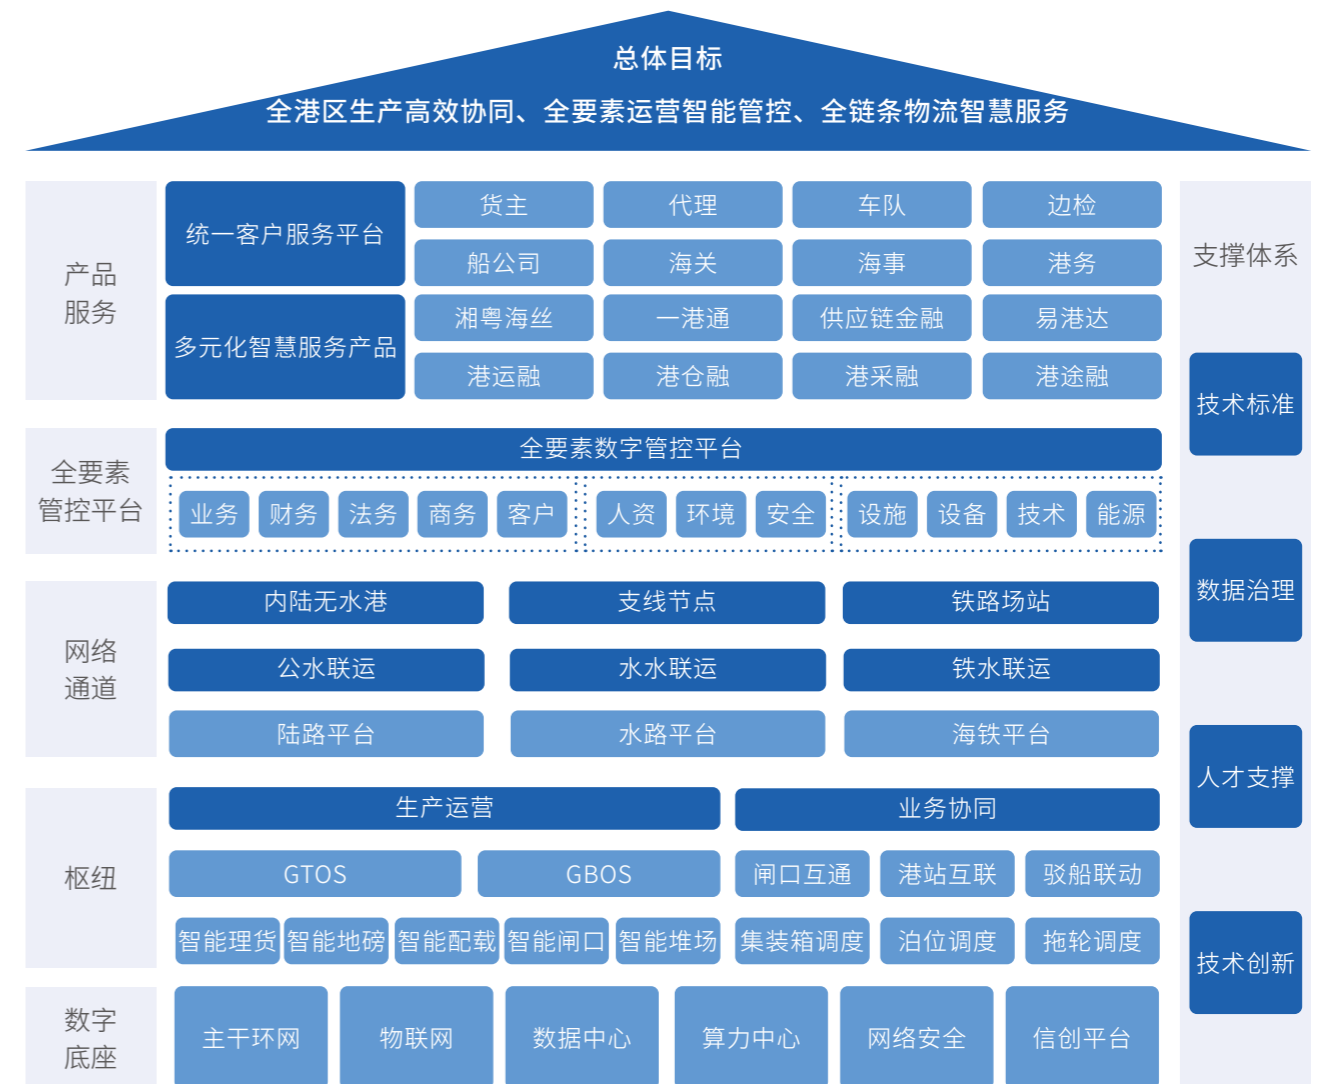 总体目标
全港区生产高效协同、全要素运营智能管控、全链条物流智慧服务
产品
服务
统一客户服务平台
货主
代理
车队
边检
船公司
海关
海事
港务
多元化智慧服务产品
湘粤海丝
一港通
供应链金融
易港达
港运融
港仓融
港采融
港途融
全要素
管控平台
全要素数字管控平台
业务
财务
法务
商务
客户
人资
环境
安全
设施
设备
技术
能源
网络
通道
内陆无水港
支线节点
铁路场站
公水联运
水水联运
铁水联运
陆路平台
水路平台
海铁平台
枢纽
生产运营
业务协同
GTOS
GBOS
闸口互通
港站互联
驳船联动
智能理货
智能地磅
智能配载
智能闸口
智能堆场
集装箱调度
泊位调度
拖轮调度
数字
底座
主干环网
物联网
数据中心
算力中心
网络安全
信创平台
支撑体系
技术标准
数据治理
人才支撑
技术创新